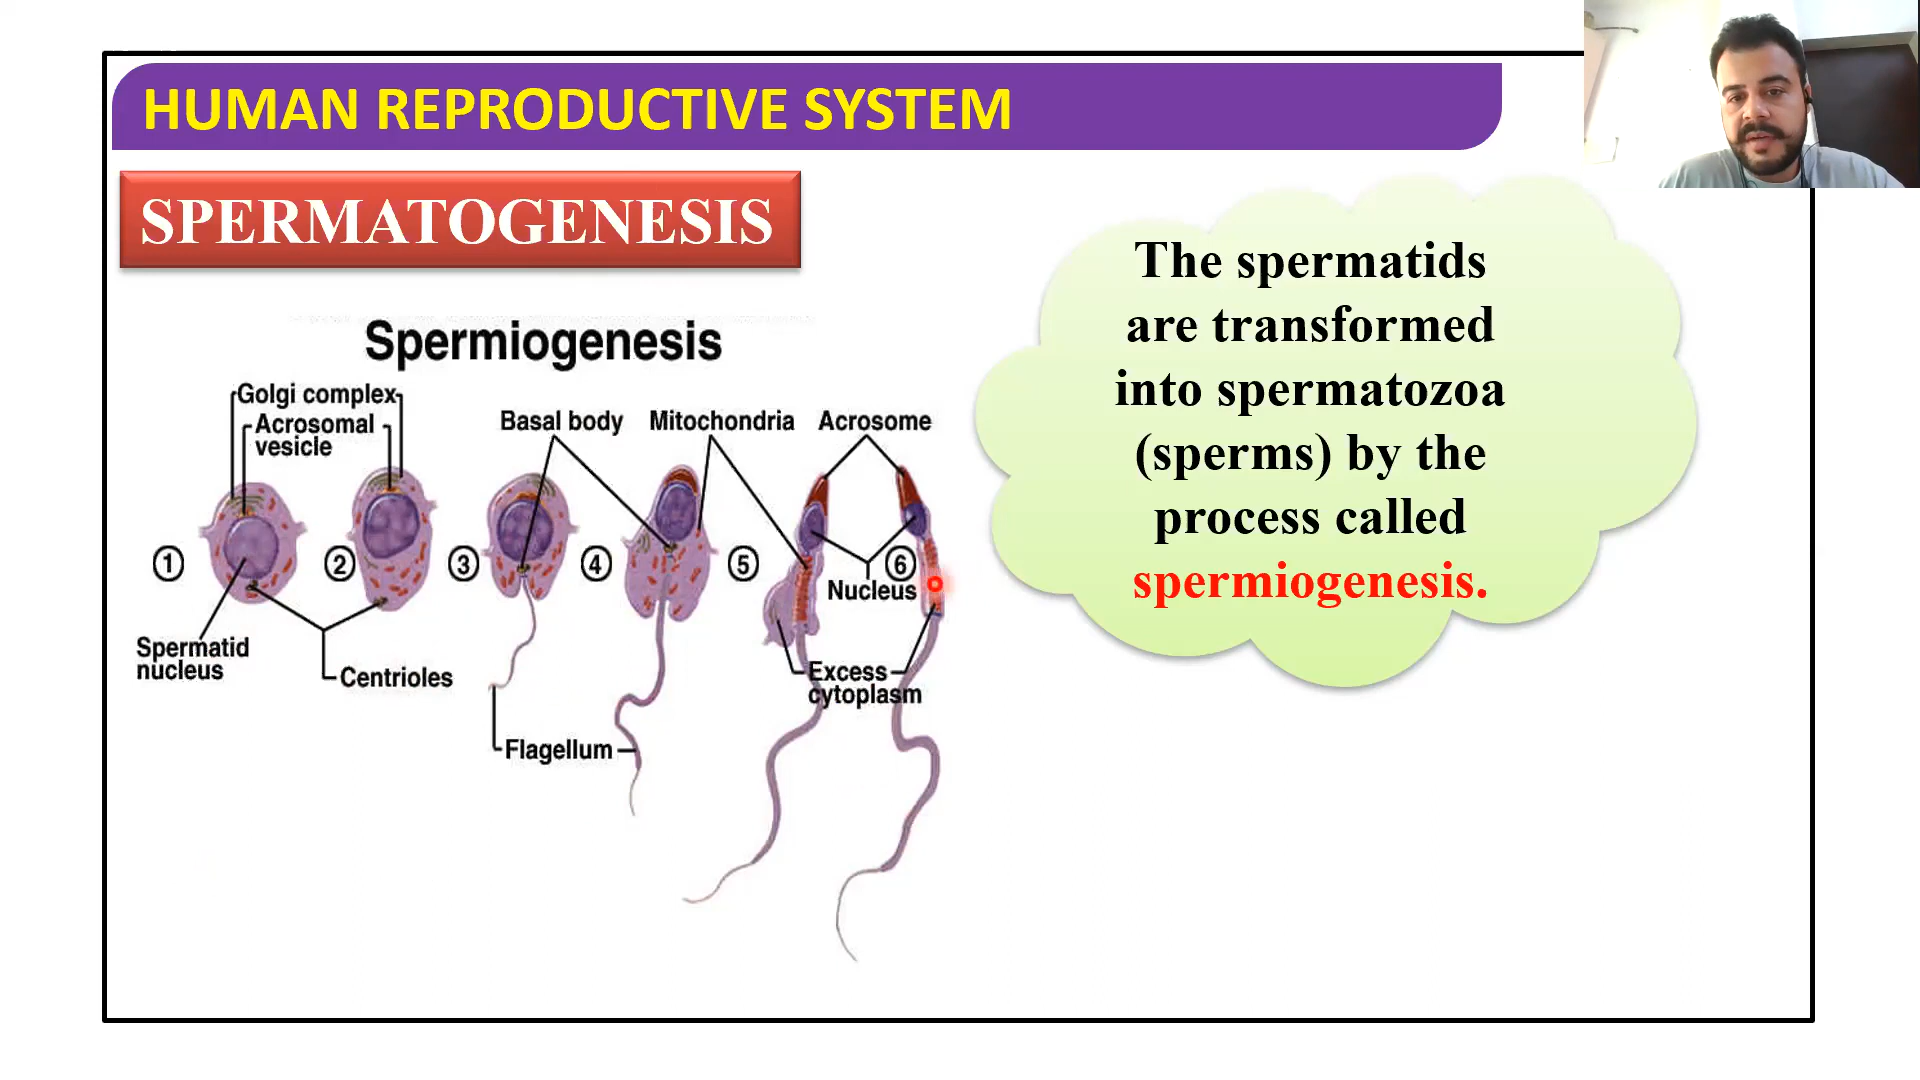 HUMAN REPRODUCTIVE SYSTEM
SPERMATOGENESIS
Spermiogenesis
Golgi complex
Acrosomal
vesicle
Basal body
Mitochondria
Acrosome
1
2
3
4
5
6
Nucleus
Spermatid
nucleus
Centrioles
Excess
cytoplasm
Flagellum
The spermatids
are transformed
into spermatozoa
(sperms) by the
process called
spermiogenesis.